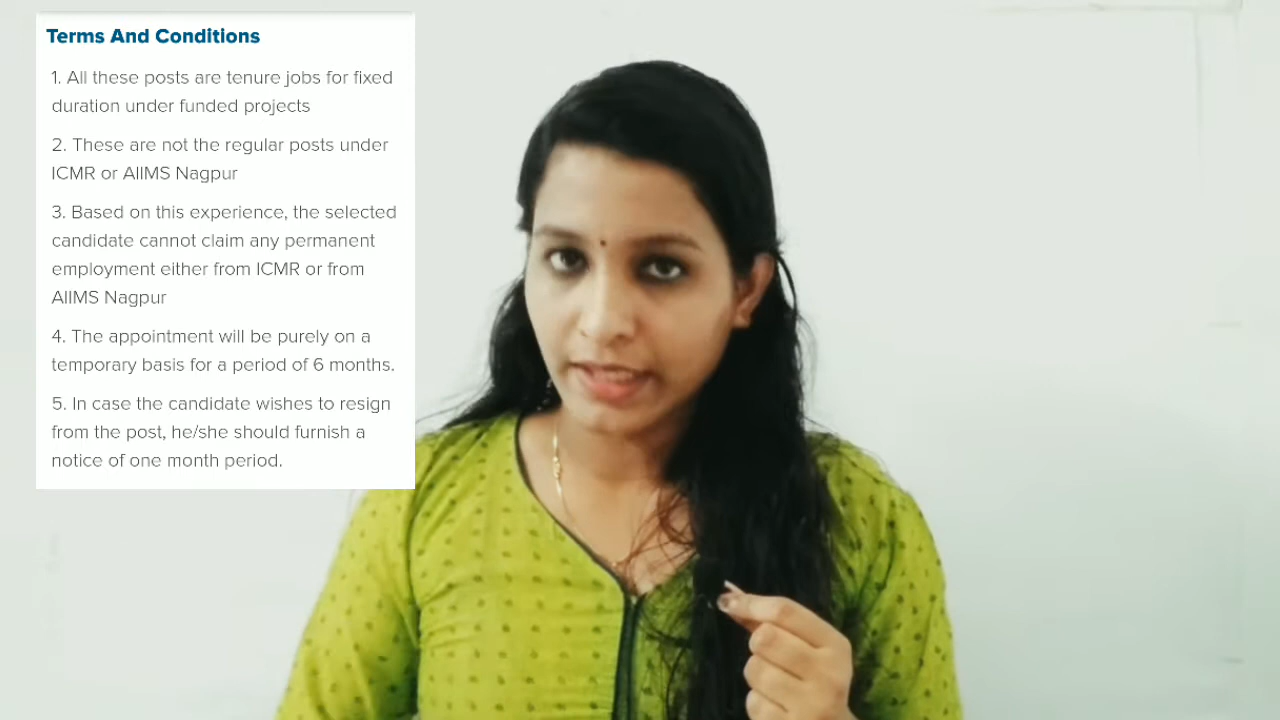 Terms And Conditions
1. All these posts are tenure jobs for fixed
duration under funded projects
2. These are not the regular posts under
ICMR or AIIMS Nagpur
3. Based on this experience, the selected
candidate cannot claim any permanent
employment either from ICMR or from
AIIMS Nagpur
4. The appointment will be purely on a
temporary basis for a period of 6 months.
5. In case the candidate wishes to resign
from the post, he/she should furnish a
notice of one month period.